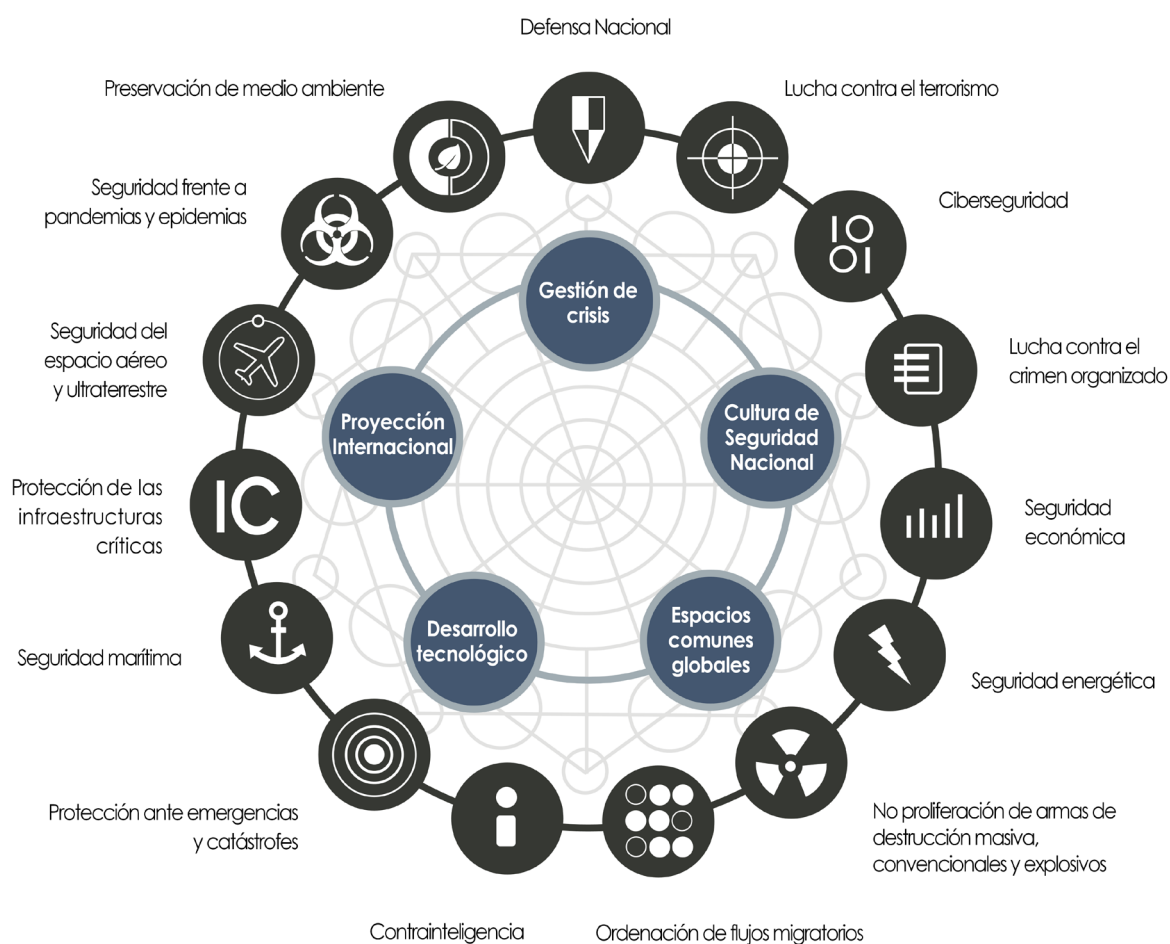 Defensa Nacional
Preservación de medio ambiente
Lucha contra el terrorismo
Seguridad frente a
pandemias y epidemias
Ciberseguridad
IO
OI
Gestión de
crisis
Seguridad del
espacio aéreo
y ultraterrestre
Lucha contra el
crimen organizado
Proyección
Internacional
Cultura de
Seguridad
Nacional
Protección de las
infraestructuras
críticas
IC
Seguridad
económica
Desarrollo
tecnológico
Espacios
comunes
globales
Seguridad marítima
Seguridad energética
Protección ante emergencias
y catástrofes
i
No proliferación de armas de
destrucción masiva,
convencionales y explosivos
Contrainteligencia
Ordenación de flujos migratorios